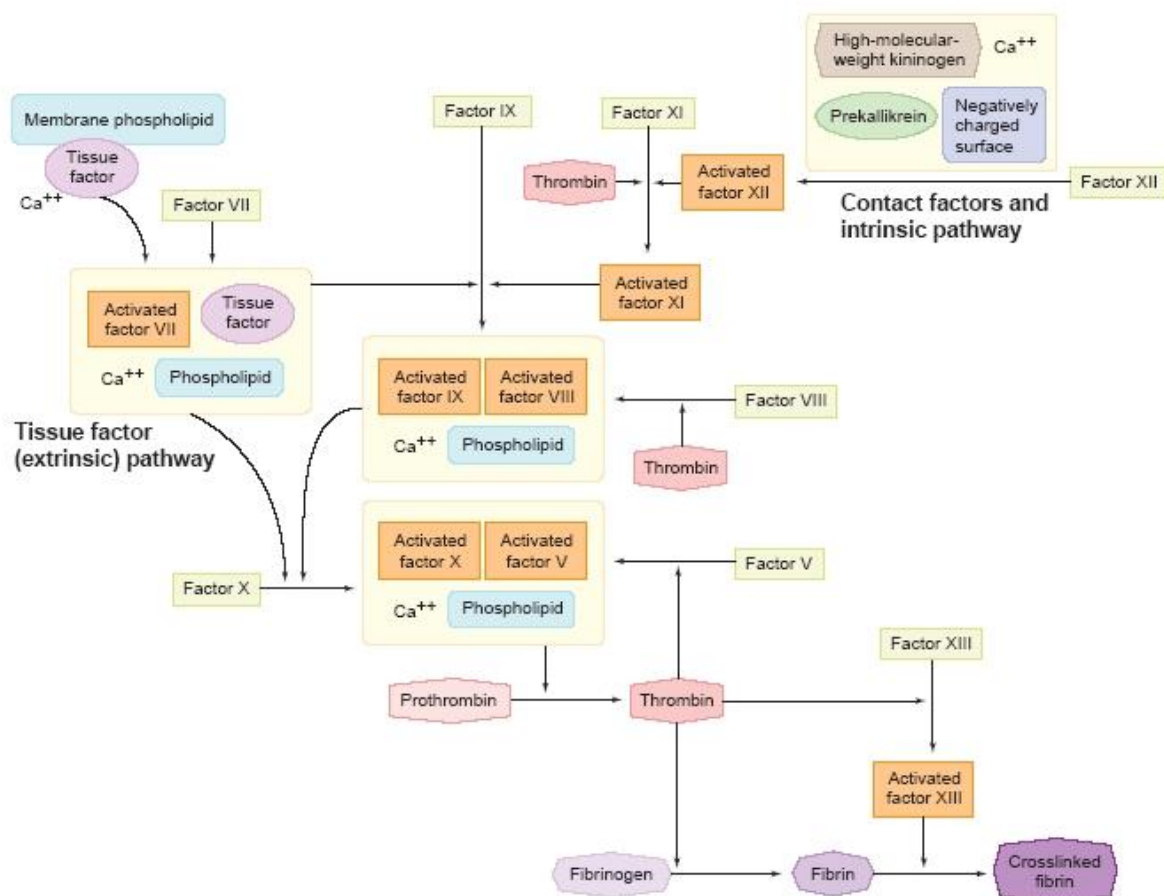 High-molecular-
weight kininogen
Ca++
Prekallikrein
Negatively
charged
surface
Membrane phospholipid
Tissue
factor
Ca++
Factor VII
Factor IX
Factor XI
Thrombin
Activated
factor XII
Factor XII
Contact factors and
intrinsic pathway
Activated
factor VII
Tissue
factor
Ca++
Phospholipid
Activated
factor XI
Tissue factor
(extrinsic) pathway
Activated
factor IX
Activated
factor VIII
Ca++
Phospholipid
Factor VIII
Thrombin
Factor X
Activated
factor X
Activated
factor V
Ca++
Phospholipid
Factor V
Factor XIII
Prothrombin
Thrombin
Activated
factor XIII
Fibrinogen
Fibrin
Crosslinked
fibrin